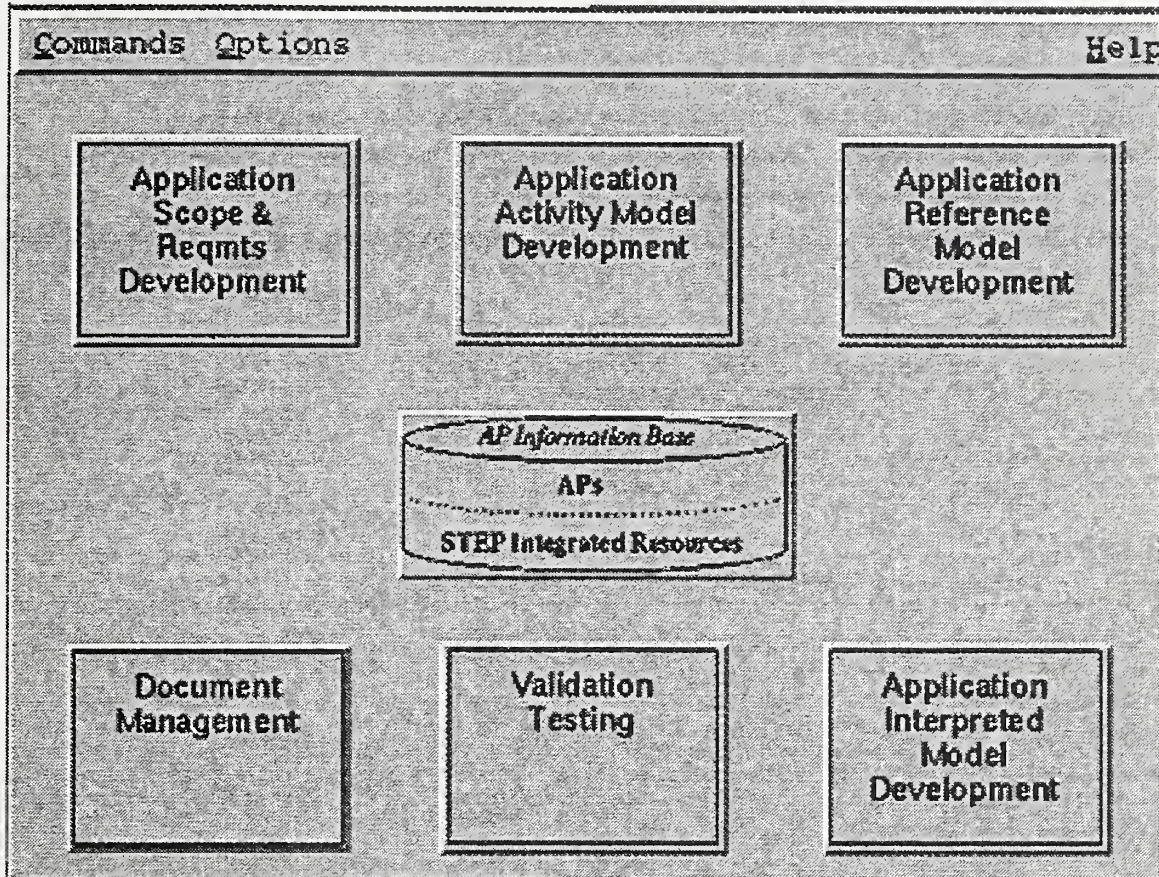 Commands Options Help
Application
Scope &
Reqmts
Development
Application
Activity Model
Development
Application
Reference
Model
Development
AP Information Base
APs
STEP Integrated Resources
Document
Management
Validation
Testing
Application
Interpreted
Model
Development